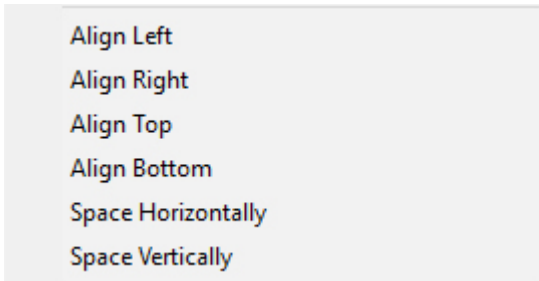 Align Left
Align Right
Align Top
Align Bottom
Space Horizontally
Space Vertically